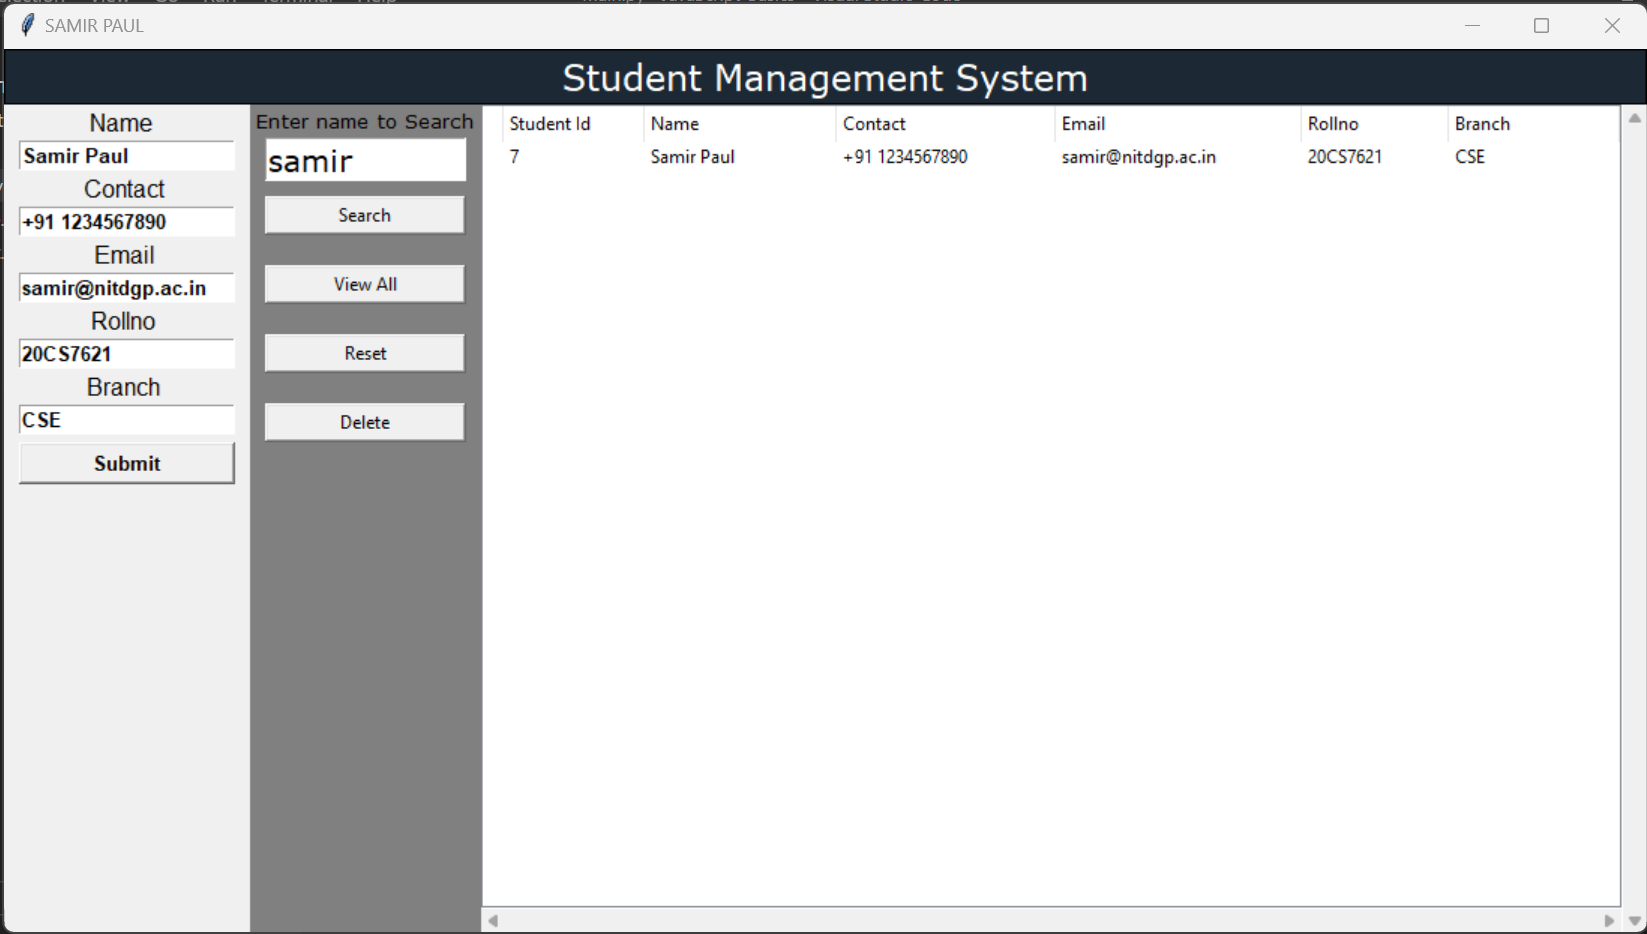 SAMIR PAUL
Student Management System
Name
Samir Paul
Contact
+91 1234567890
Email
samir@nitdgp.ac.in
Rollno
20CS7621
Branch
CSE
Submit
Enter name to Search
samir
Search
View All
Reset
Delete
Student Id Name Contact Email Rollno Branch
7 Samir Paul +91 1234567890 samir@nitdgp.ac.in 20CS7621 CSE